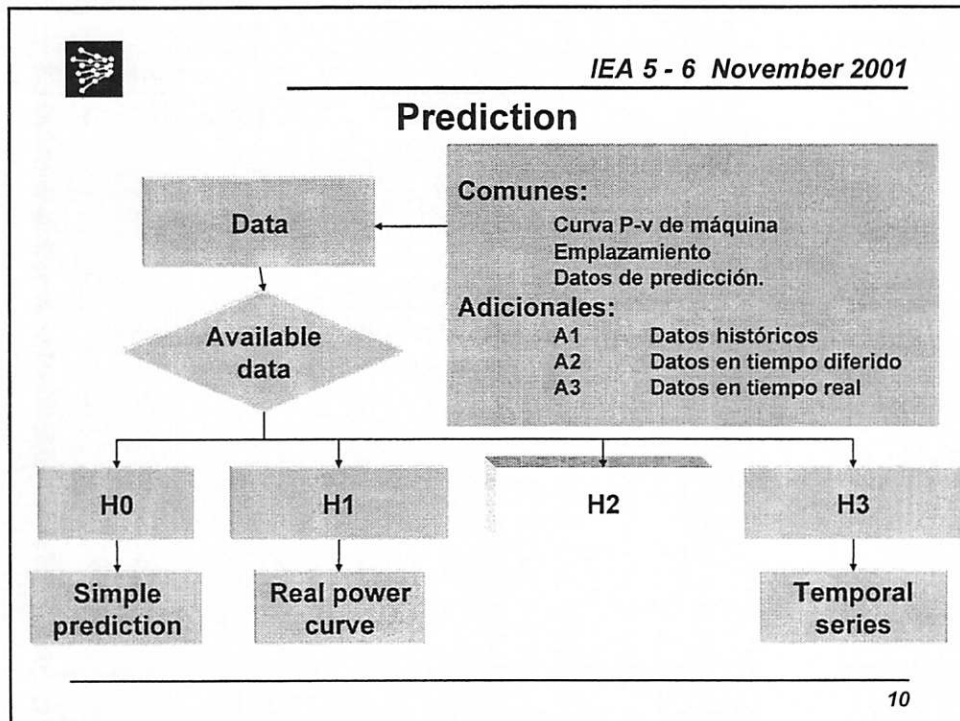 IEA 5 - 6 November 2001
Prediction
Data
Comunes:
Curva P-v de máquina
Emplazamiento
Datos de predicción.
Adicionales:
A1 Datos históricos
A2 Datos en tiempo diferido
A3 Datos en tiempo real
Available
data
H0
H1
H2
H3
Simple
prediction
Real power
curve
Temporal
series
10